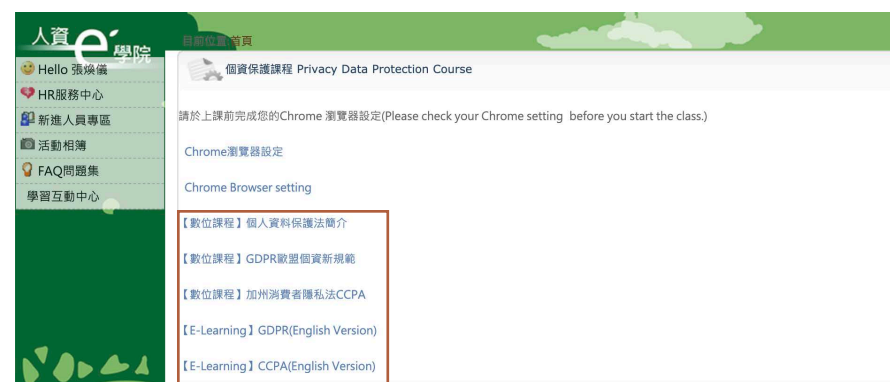 人資 e 學院
目前位置:首頁
Hello 張煥儀
HR服務中心
新進人員專區
活動相簿
FAQ問題集
學習互動中心
個資保護課程 Privacy Data Protection Course
請於上課前完成您的Chrome 瀏覽器設定(Please check your Chrome setting before you start the class.)
Chrome瀏覽器設定
Chrome Browser setting
【數位課程】個人資料保護法簡介
【數位課程】GDPR歐盟個資新規範
【數位課程】加州消費者隱私法CCPA
【E-Learning】GDPR(English Version)
【E-Learning】CCPA(English Version)